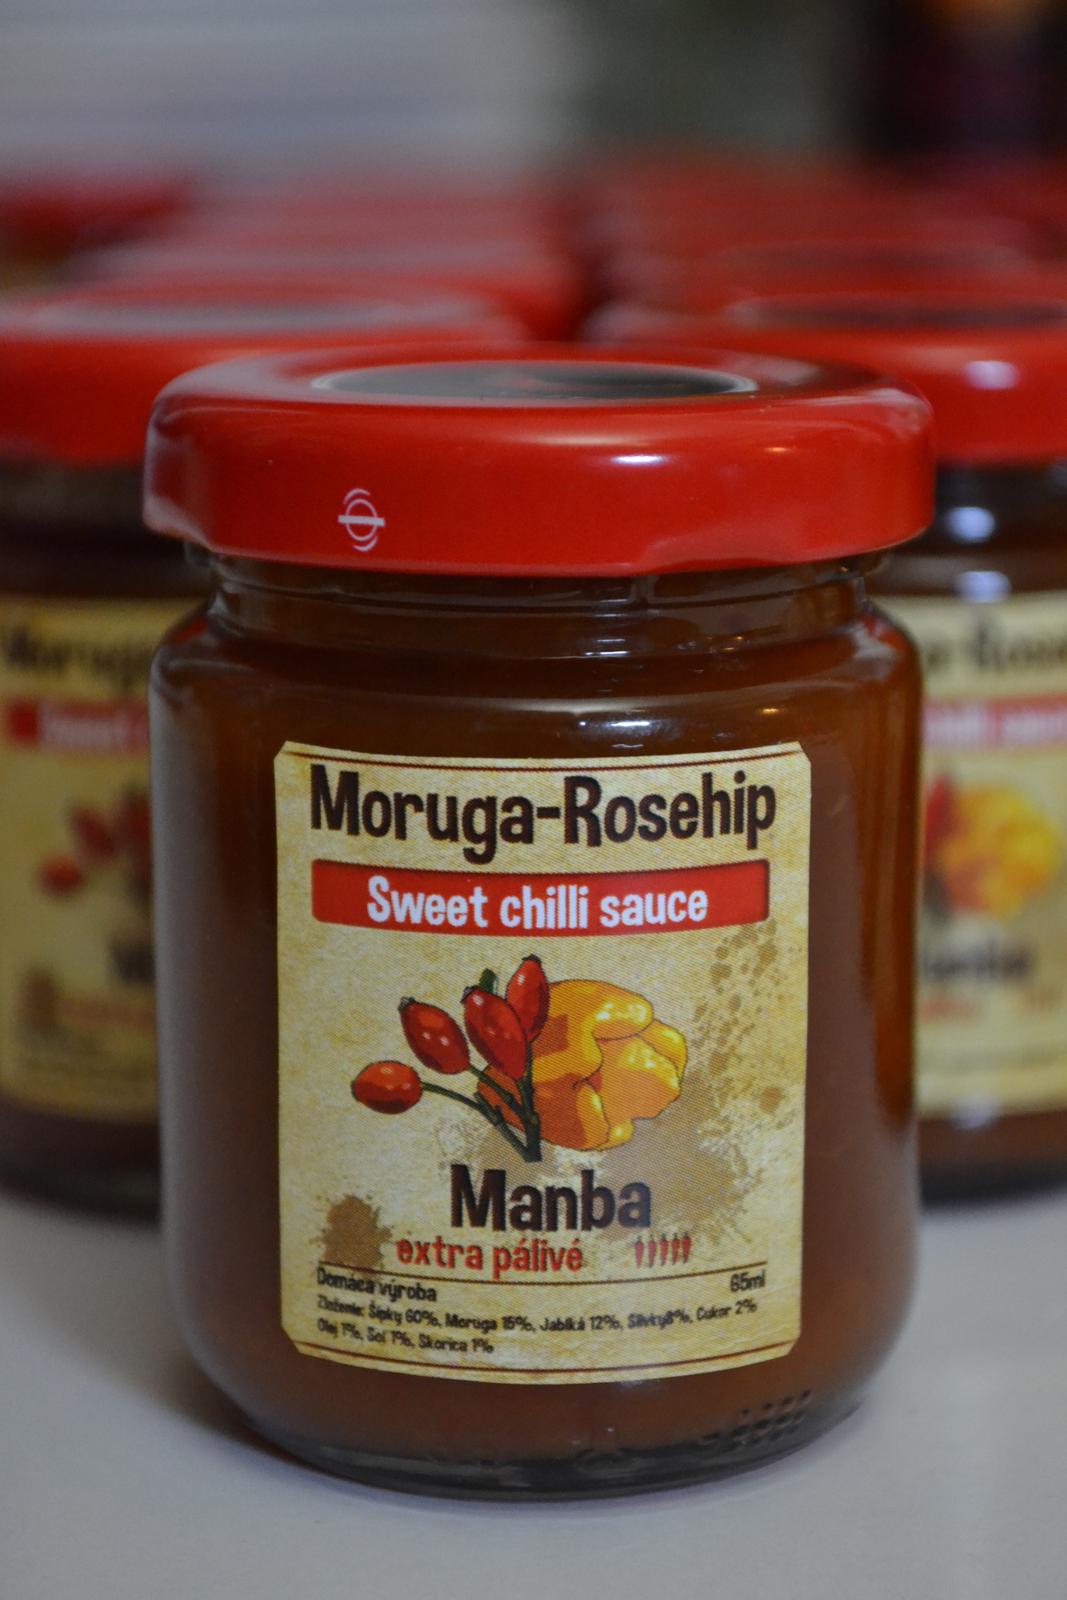 Moruga-Rosehip
Sweet chilli sauce
Manba
extra pálivé
Domáca výroba 65ml
Zloženie: Šípky 60%, Moruga 15%, Jablká 12%, Slivky8%, Cukor 2%
Olej 1%, Soľ 1%, Škorica 1%